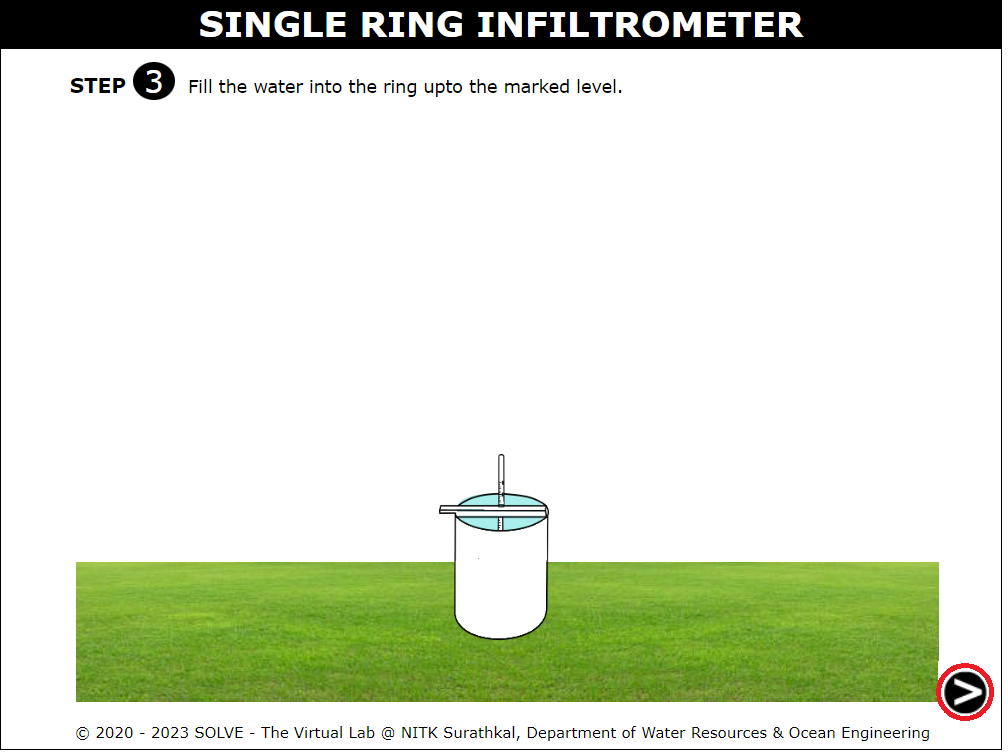 SINGLE RING INFILTROMETER
STEP 3 Fill the water into the ring upto the marked level.
>
© 2020 - 2023 SOLVE - The Virtual Lab @ NITK Surathkal, Department of Water Resources & Ocean Engineering